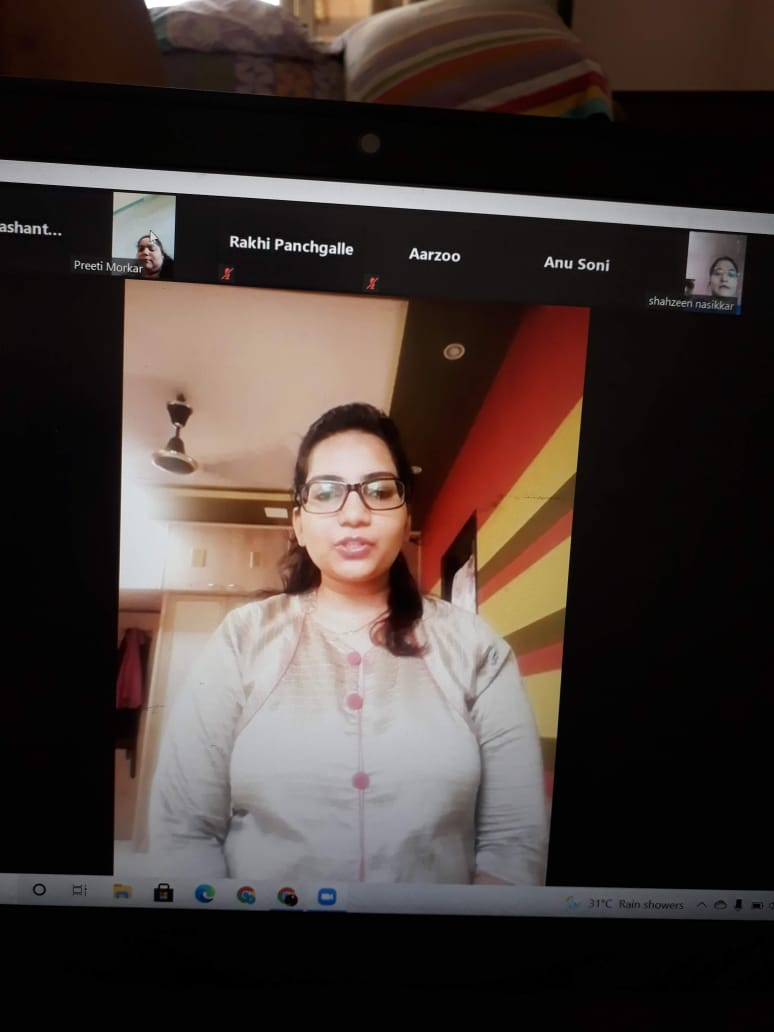 ashant...
Preeti Morkar
Rakhi Panchgalle
Aarzoo
Anu Soni
shahzeen nasikkar
31°C Rain showers